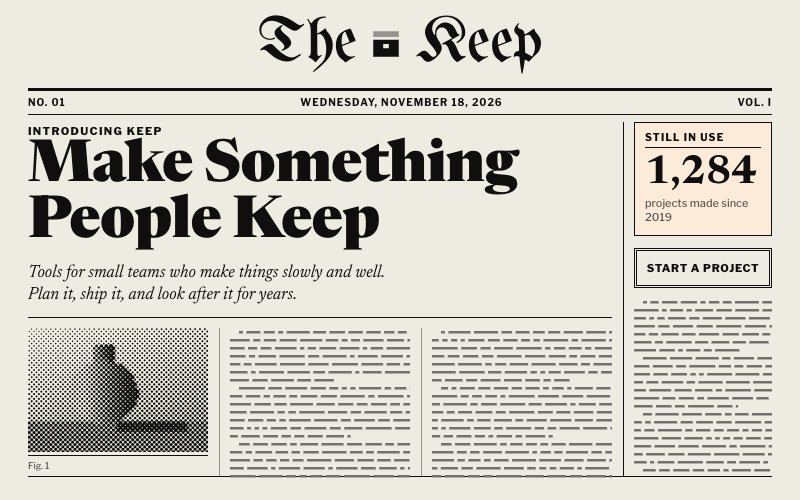 The Keep
NO. 01
WEDNESDAY, NOVEMBER 18, 2026
VOL. I
INTRODUCING KEEP
Make Something
People Keep
Tools for small teams who make things slowly and well.
Plan it, ship it, and look after it for years.
Fig. 1
STILL IN USE
1,284
projects made since
2019
START A PROJECT